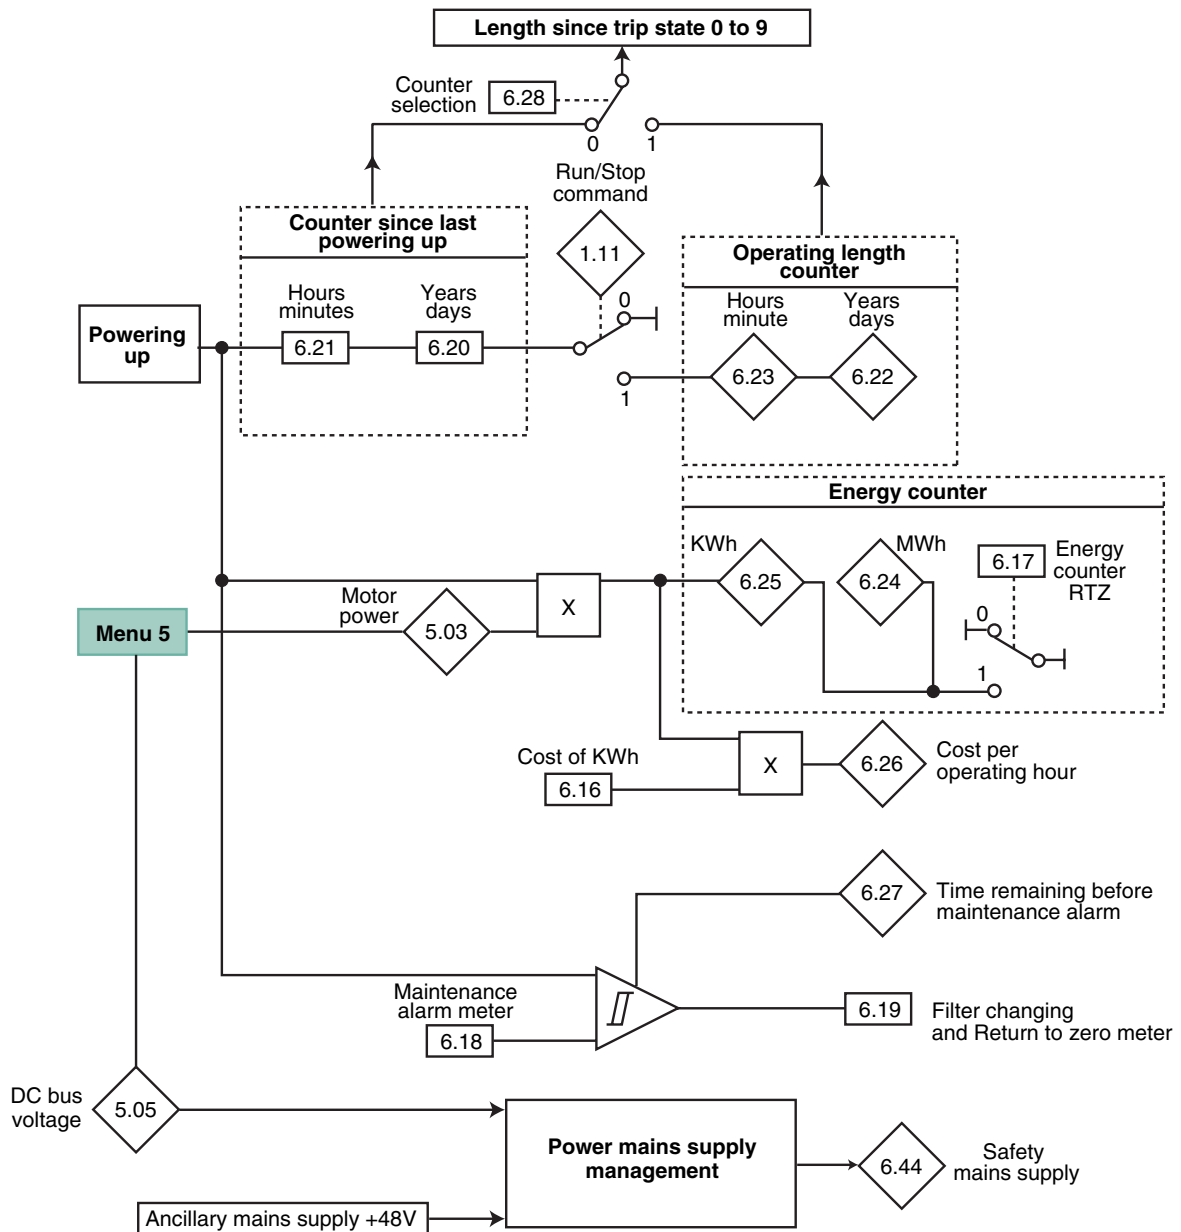 Length since trip state 0 to 9
Counter
selection
6.28
0
1
Run/Stop
command
1.11
0
1
Counter since last
powering up
Hours
minutes
6.21
Years
days
6.20
Powering
up
Operating length
counter
Hours
minute
6.23
Years
days
6.22
Energy counter
KWh
6.25
MWh
6.24
6.17
Energy
counter
RTZ
0
1
Menu 5
Motor
power
5.03
X
Cost of KWh
6.16
X
6.26
Cost per
operating hour
6.27
Time remaining before
maintenance alarm
Maintenance
alarm meter
6.18
6.19
Filter changing
and Return to zero meter
DC bus
voltage
5.05
Power mains supply
management
6.44
Safety
mains supply
Ancillary mains supply +48V